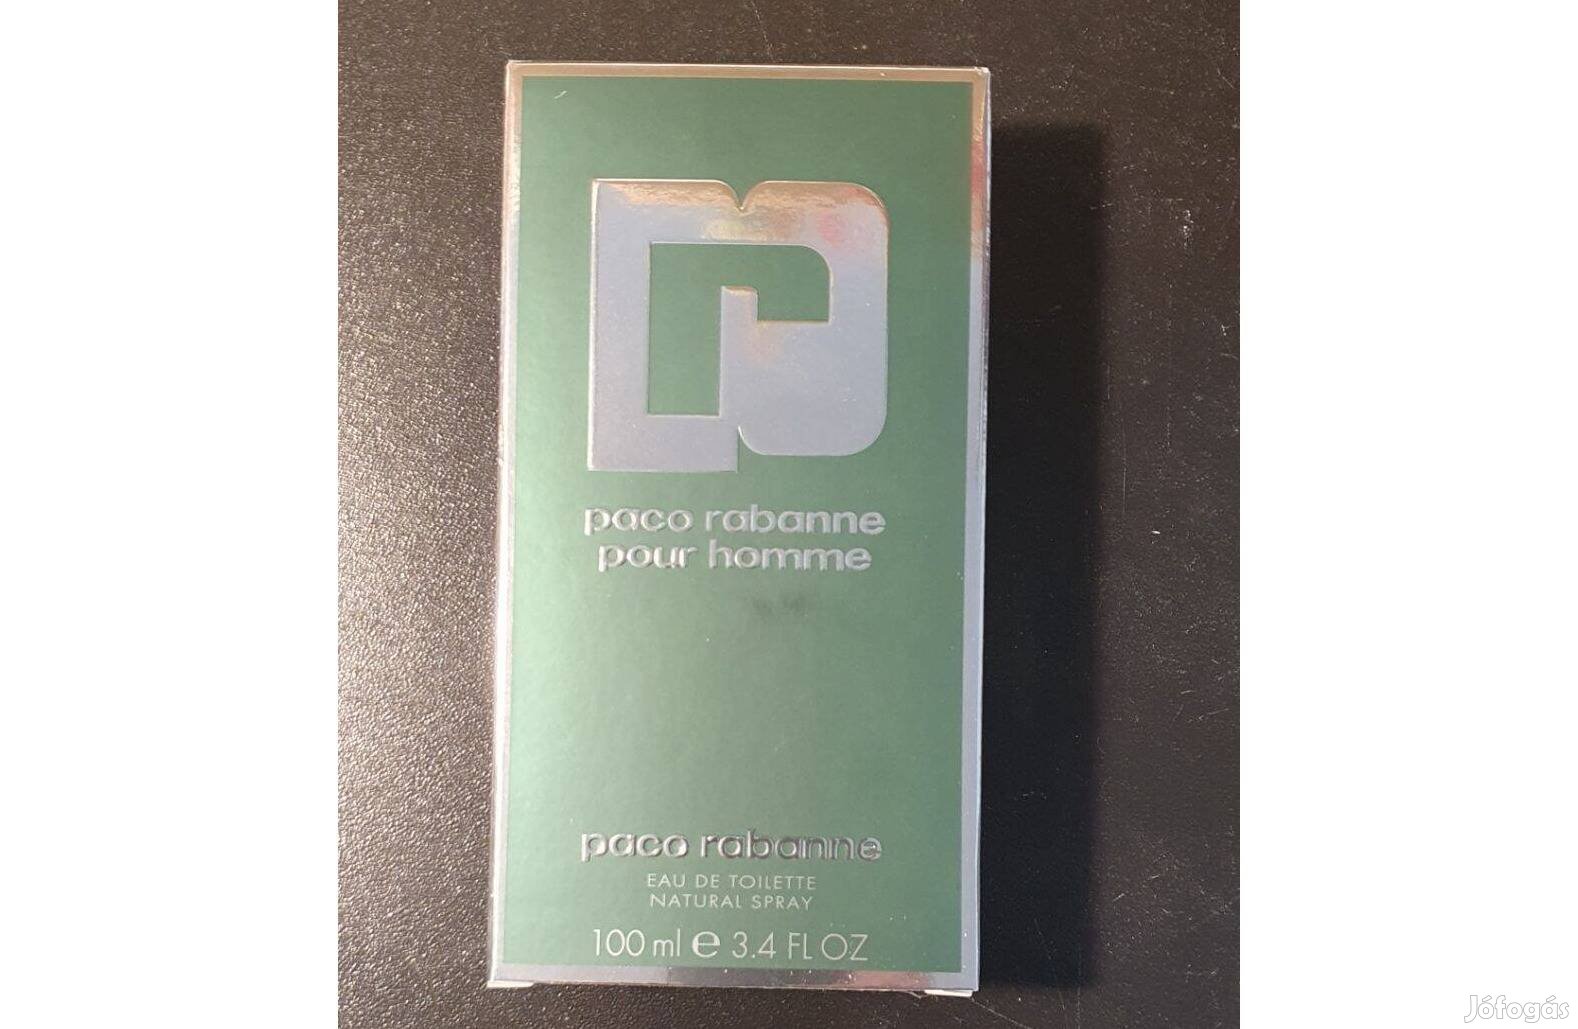 paco rabanne
pour homme
paco rabanne
EAU DE TOILETTE
NATURAL SPRAY
100 ml e 3.4 FL OZ
Jófogás